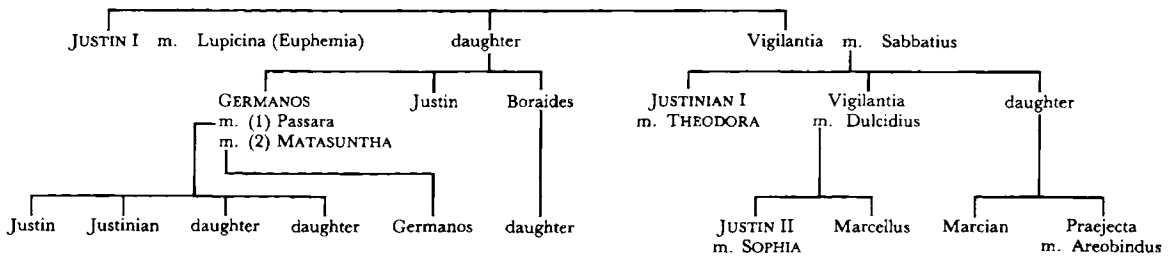 JUSTIN I m. Lupicina (Euphemia) daughter Vigilantia m. Sabbatius
GERMANOS Justin Boraides JUSTINIAN I Vigilantia daughter
m. (1) Passara m. THEODORA m. Dulcidius
m. (2) MATASUNTHA
Justin Justinian daughter daughter Germanos daughter JUSTIN II Marcellus Marcian Praejecta
m. SOPHIA m. Areobindus